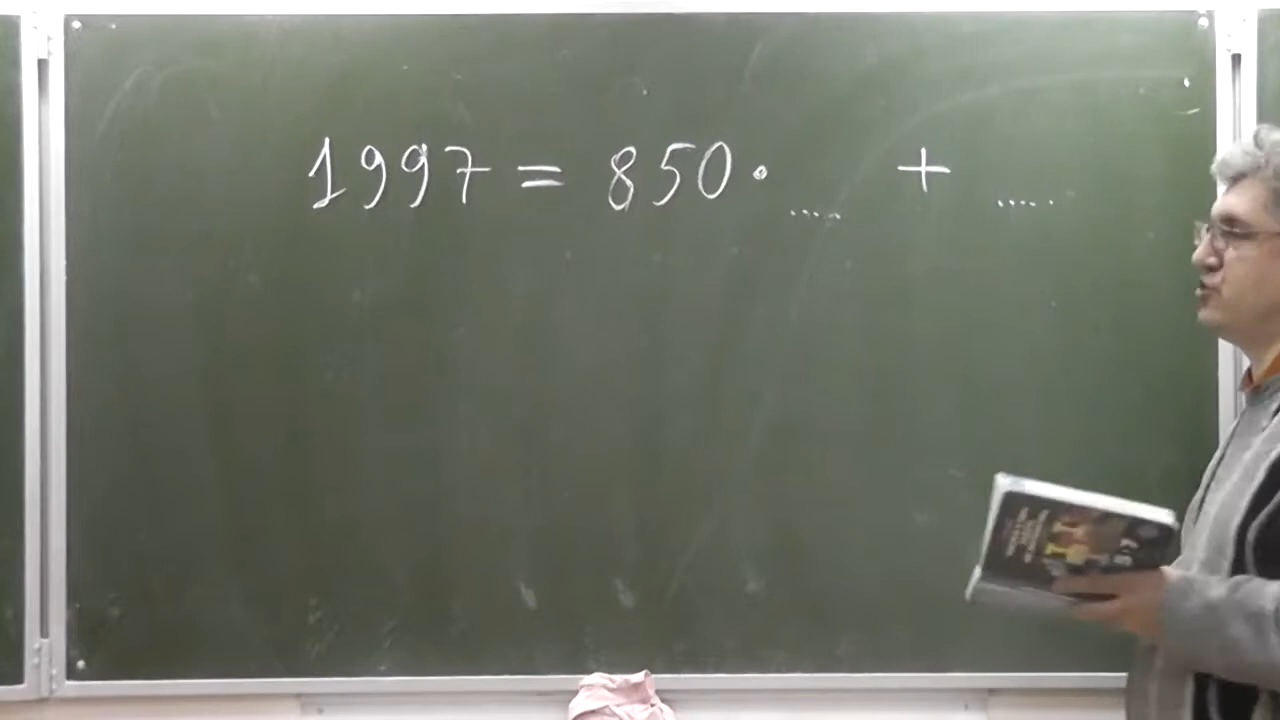 1997 = 850 · .... + .....